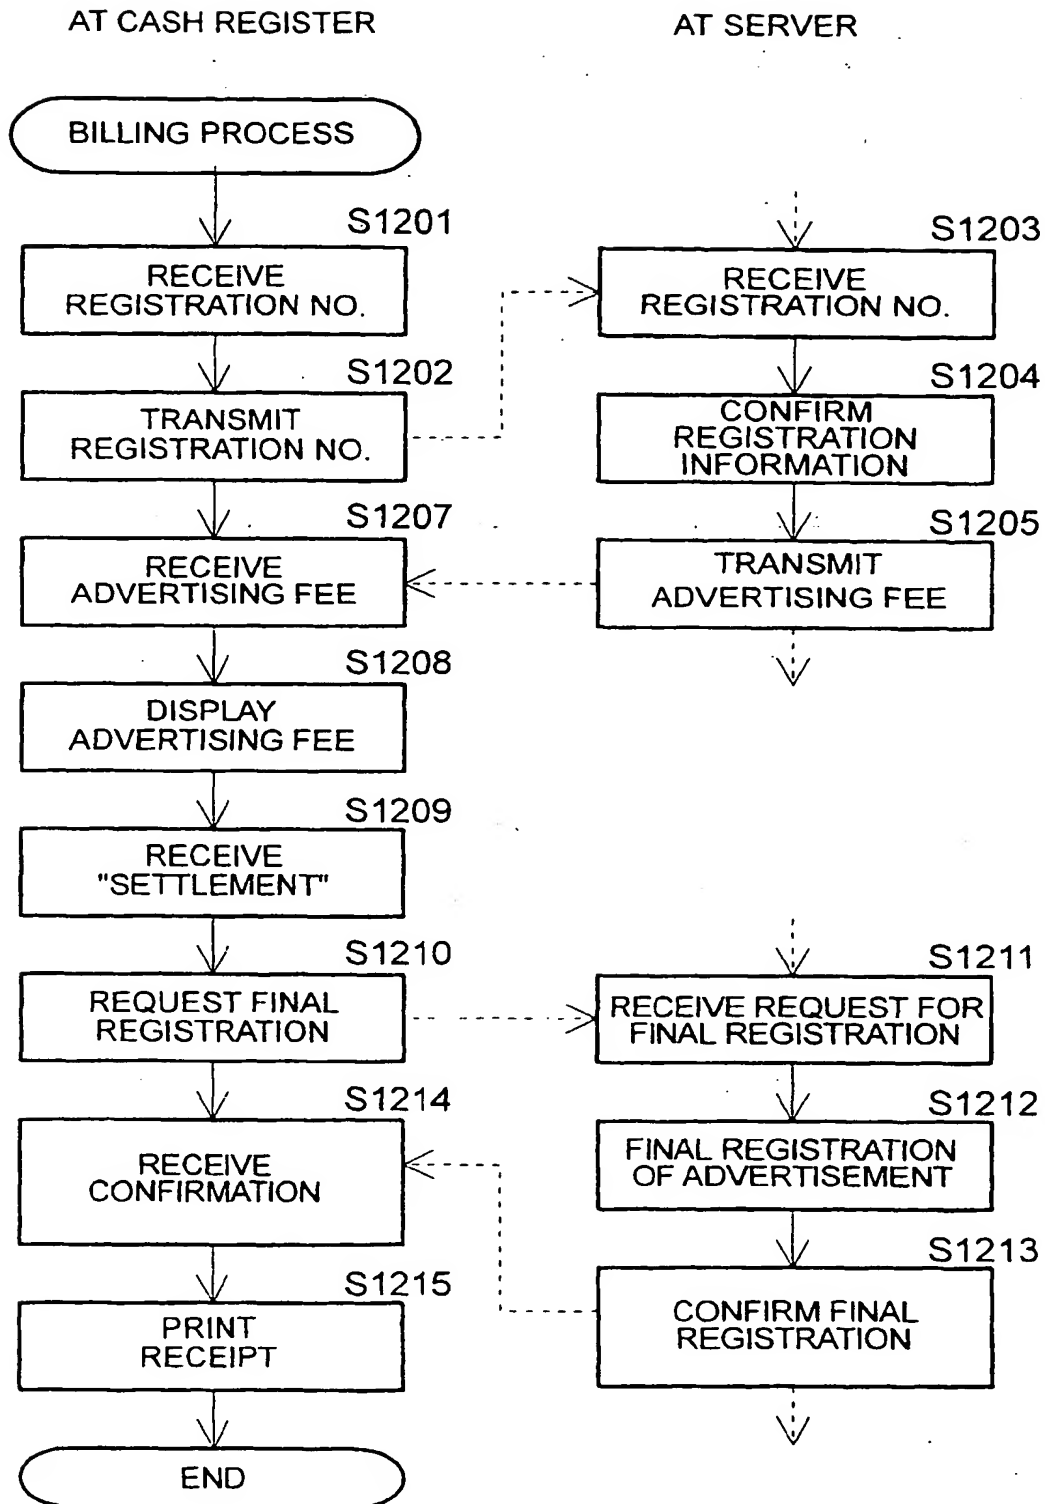 AT CASH REGISTER
AT SERVER
BILLING PROCESS
S1201
RECEIVE
REGISTRATION NO.
S1202
TRANSMIT
REGISTRATION NO.
S1207
RECEIVE
ADVERTISING FEE
S1208
DISPLAY
ADVERTISING FEE
S1209
RECEIVE
"SETTLEMENT"
S1210
REQUEST FINAL
REGISTRATION
S1214
RECEIVE
CONFIRMATION
S1215
PRINT
RECEIPT
END
S1203
RECEIVE
REGISTRATION NO.
S1204
CONFIRM
REGISTRATION
INFORMATION
S1205
TRANSMIT
ADVERTISING FEE
S1211
RECEIVE REQUEST FOR
FINAL REGISTRATION
S1212
FINAL REGISTRATION
OF ADVERTISEMENT
S1213
CONFIRM FINAL
REGISTRATION